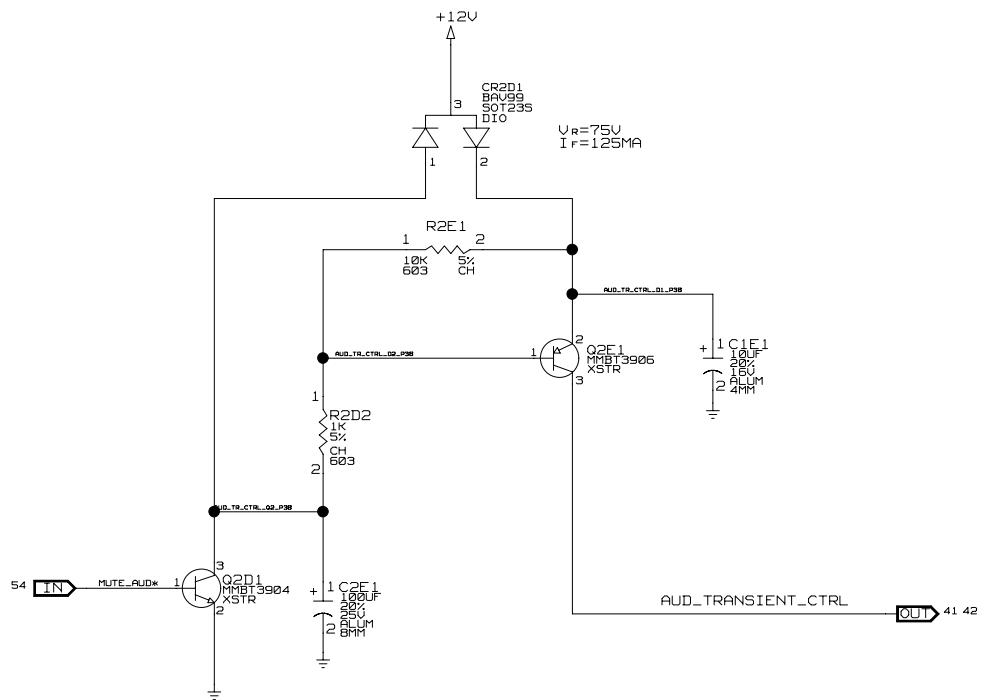 +12V
3
CR2D1
BAV99
SOT23S
DIO
VR=75V
IF=125MA
1
2
R2E1
1
2
10K
5%
603
CH
AUD_TR_CTRL_D1_P38
AUD_TR_CTRL_D2_P38
1
2
Q2E1
MMBT3906
XSTR
3
+
1
C1E1
10UF
20%
16V
ALUM
4MM
2
1
R2D2
1K
5%
CH
603
2
AUD_TR_CTRL_Q2_P38
54
IN
MUTE_AUD*
1
3
Q2D1
MMBT3904
XSTR
2
+
1
C2E1
100UF
20%
25V
ALUM
8MM
2
AUD_TRANSIENT_CTRL
OUT
41 42